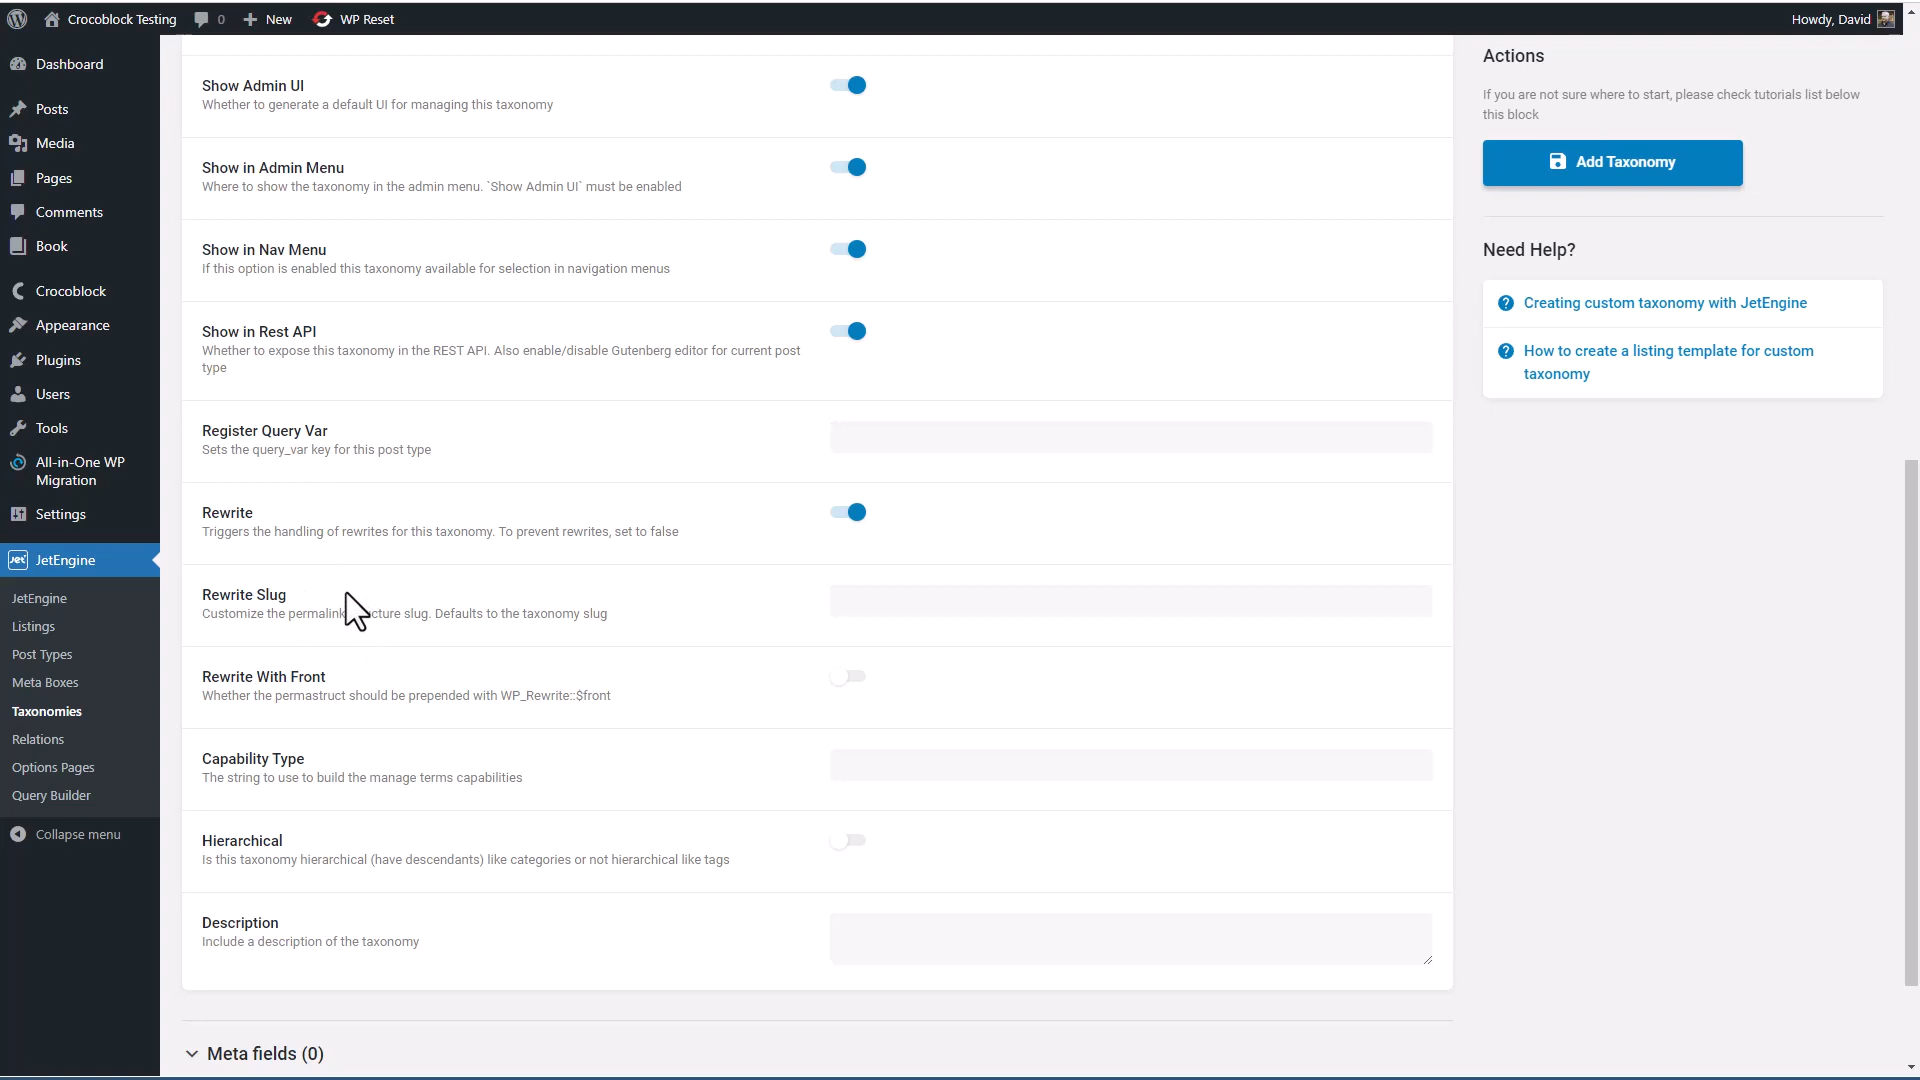 Crocoblock Testing
0
New
WP Reset
Howdy, David
Dashboard
Posts
Media
Pages
Comments
Book
Crocoblock
Appearance
Plugins
Users
Tools
All-in-One WP
Migration
Settings
Jet
JetEngine
JetEngine
Listings
Post Types
Meta Boxes
Taxonomies
Relations
Options Pages
Query Builder
Collapse menu
Show Admin UI
Whether to generate a default UI for managing this taxonomy
Show in Admin Menu
Where to show the taxonomy in the admin menu. `Show Admin UI` must be enabled
Show in Nav Menu
If this option is enabled this taxonomy available for selection in navigation menus
Show in Rest API
Whether to expose this taxonomy in the REST API. Also enable/disable Gutenberg editor for current post
type
Register Query Var
Sets the query_var key for this post type
Rewrite
Triggers the handling of rewrites for this taxonomy. To prevent rewrites, set to false
Rewrite Slug
Customize the permalink cture slug. Defaults to the taxonomy slug
Rewrite With Front
Whether the permastruct should be prepended with WP_Rewrite::$front
Capability Type
The string to use to build the manage terms capabilities
Hierarchical
Is this taxonomy hierarchical (have descendants) like categories or not hierarchical like tags
Description
Include a description of the taxonomy
Meta fields (0)
Actions
If you are not sure where to start, please check tutorials list below
this block
Add Taxonomy
Need Help?
Creating custom taxonomy with JetEngine
How to create a listing template for custom
taxonomy